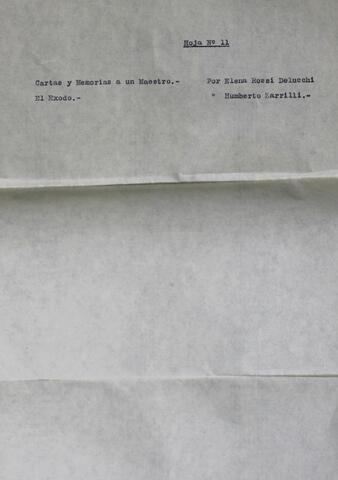 Hoja Nº 11
Cartas y Memorias a un Maestro.- Por Elena Rossi Delucchi
El Exodo.- " Humberto Zarrilli.-